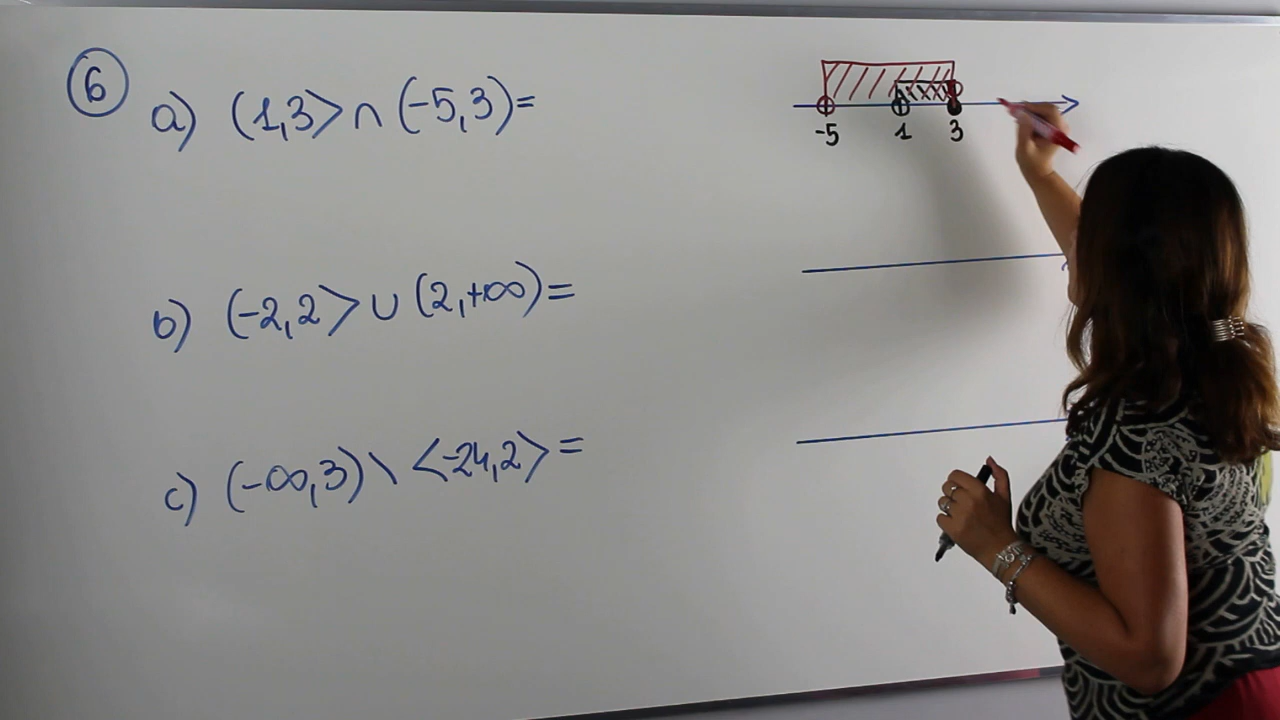 6
a) (1,3> ∩ (-5,3)=
-5 1 3
b) (-2,2> ∪ (2,+∞)=
c) (-∞,3) \ <-24,2> =